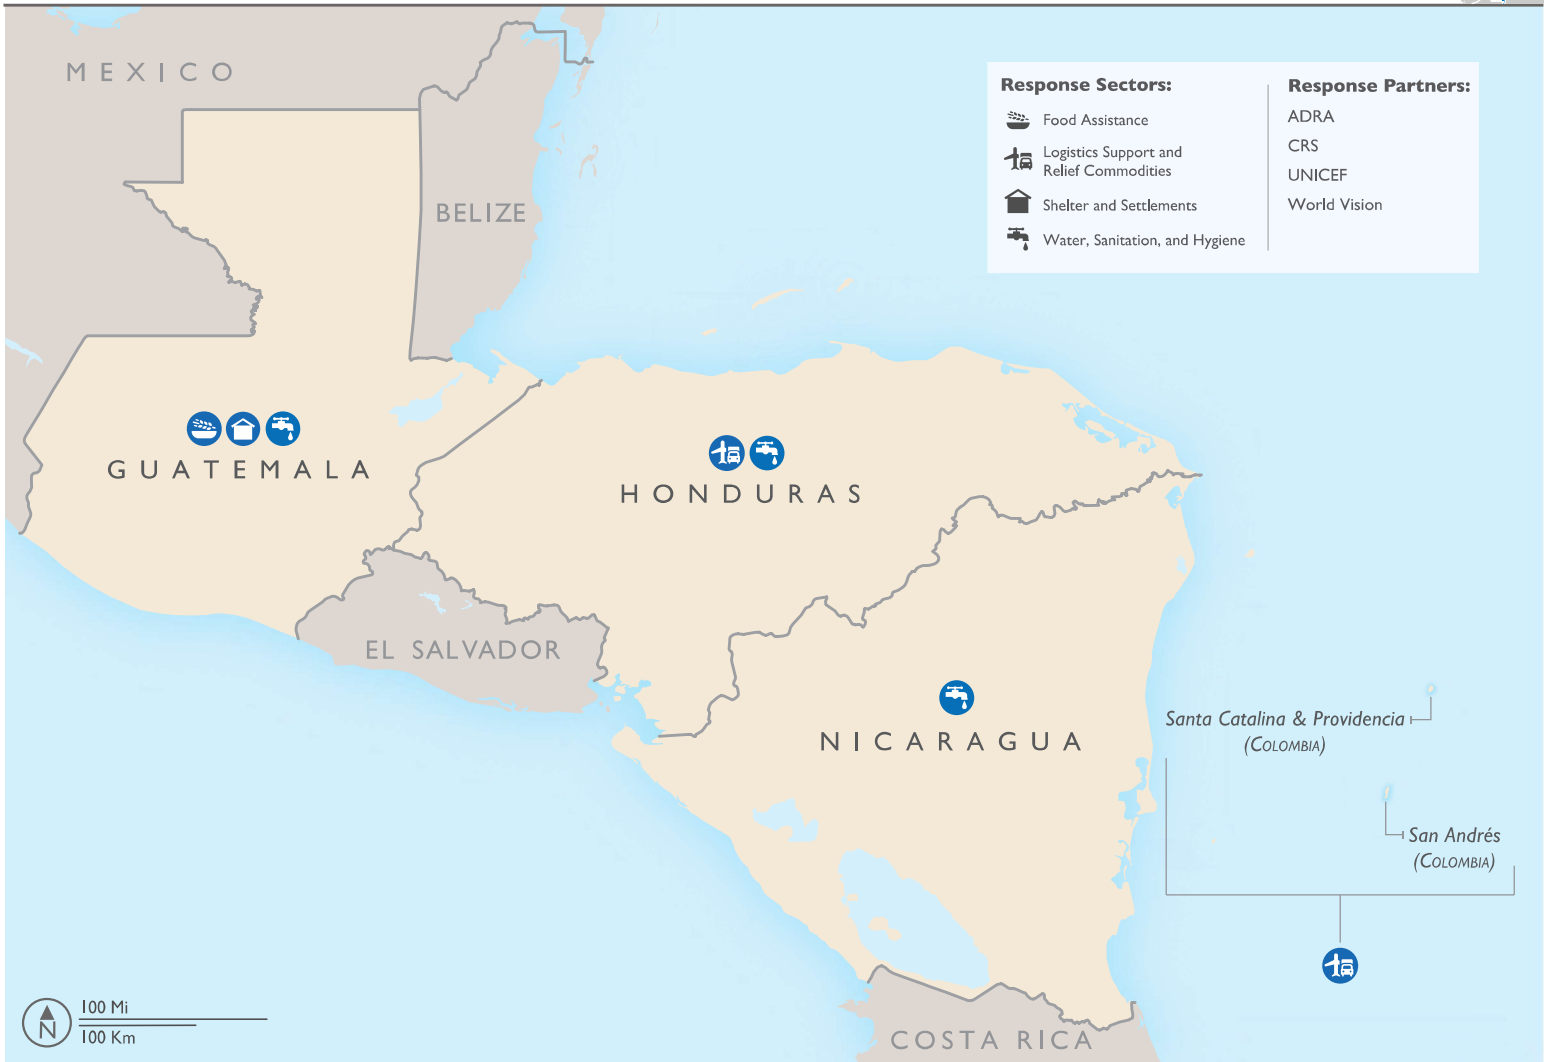 MEXICO
BELIZE
Response Sectors:
Food Assistance
Logistics Support and
Relief Commodities
Shelter and Settlements
Water, Sanitation, and Hygiene
Response Partners:
ADRA
CRS
UNICEF
World Vision
GUATEMALA
HONDURAS
EL SALVADOR
NICARAGUA
Santa Catalina & Providencia
(COLOMBIA)
San Andrés
(COLOMBIA)
N
100 Mi
100 Km
COSTA RICA